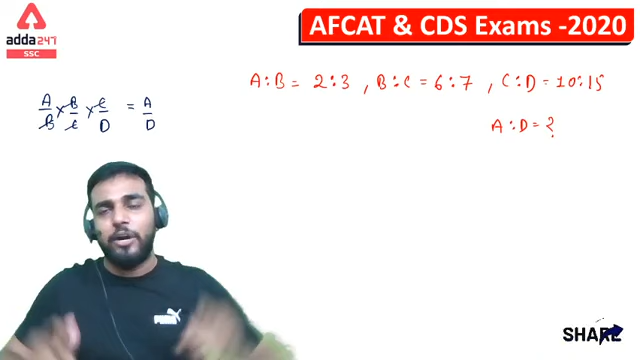 AFCAT & CDS Exams -2020
adda247
SSC
A:B = 2:3 , B:C = 6:7 , C:D = 10:15
A/B × B/C × C/D = A/D
A:D = ?
PUMA
SHARE